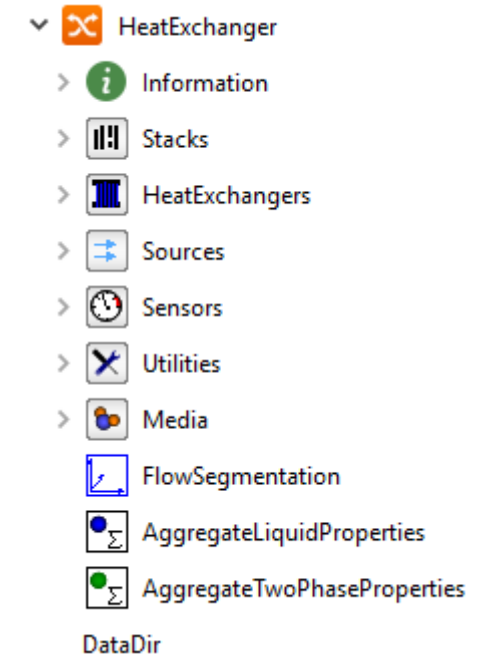 HeatExchanger
Information
Stacks
HeatExchangers
Sources
Sensors
Utilities
Media
FlowSegmentation
AggregateLiquidProperties
AggregateTwoPhaseProperties
DataDir